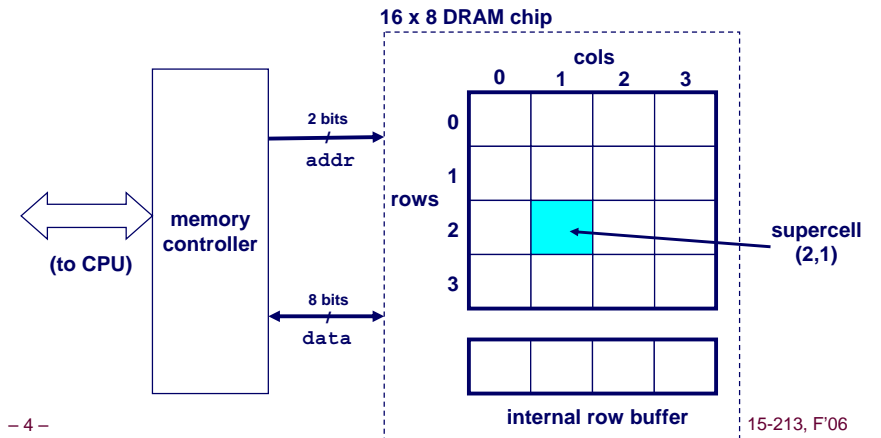 16 x 8 DRAM chip
cols
0 1 2 3
0
1
2
3
rows
2 bits
addr
memory
controller
(to CPU)
8 bits
data
supercell
(2,1)
internal row buffer
– 4 –
15-213, F'06